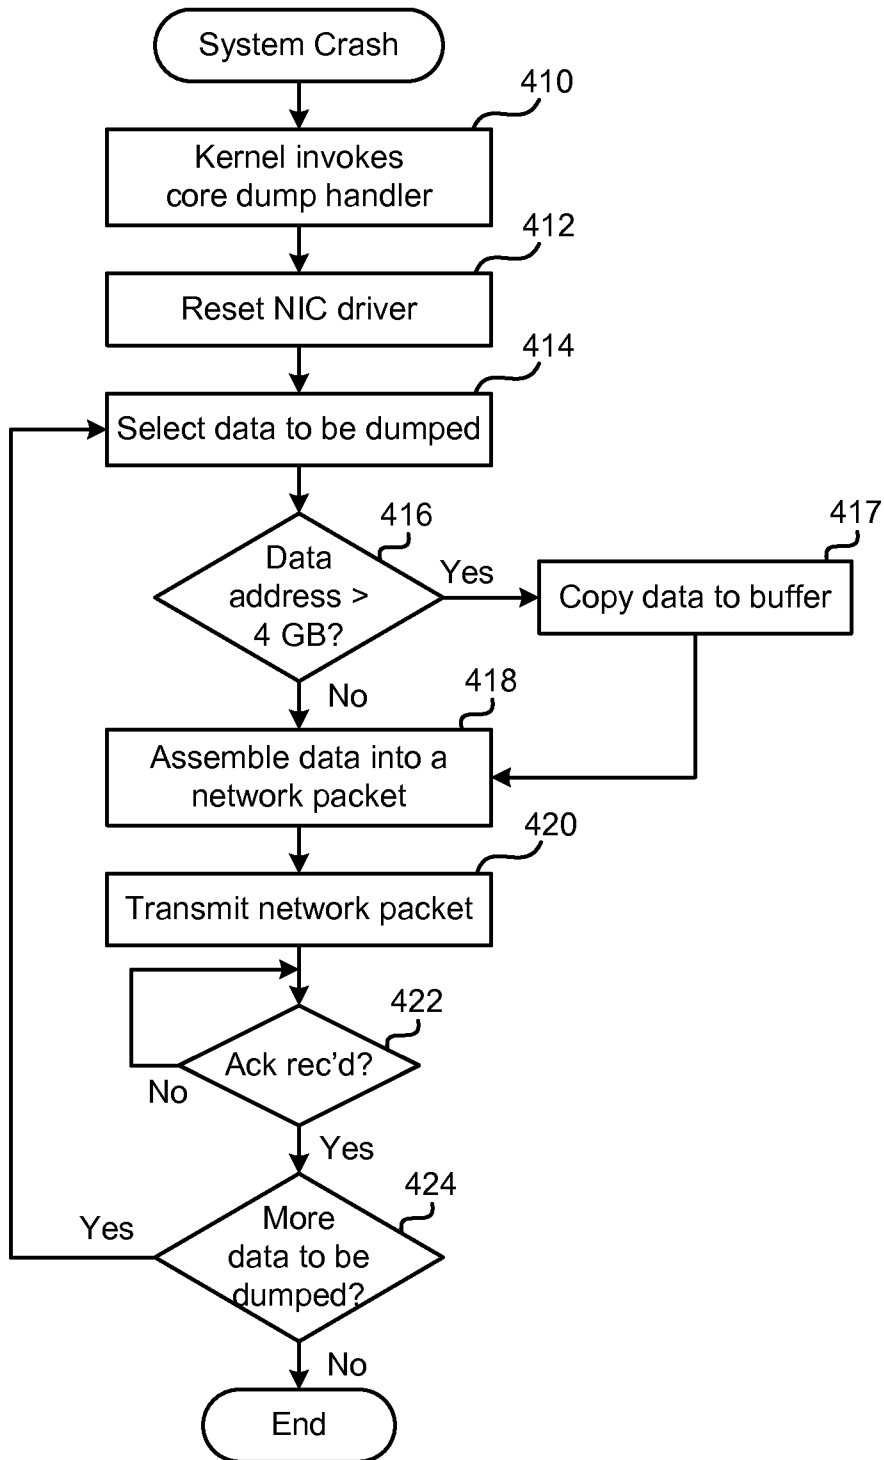 System Crash
410
Kernel invokes
core dump handler
412
Reset NIC driver
414
Select data to be dumped
416
Data
address >
4 GB?
Yes
417
Copy data to buffer
No
418
Assemble data into a
network packet
420
Transmit network packet
422
Ack rec'd?
No
Yes
424
More
data to be
dumped?
Yes
No
End